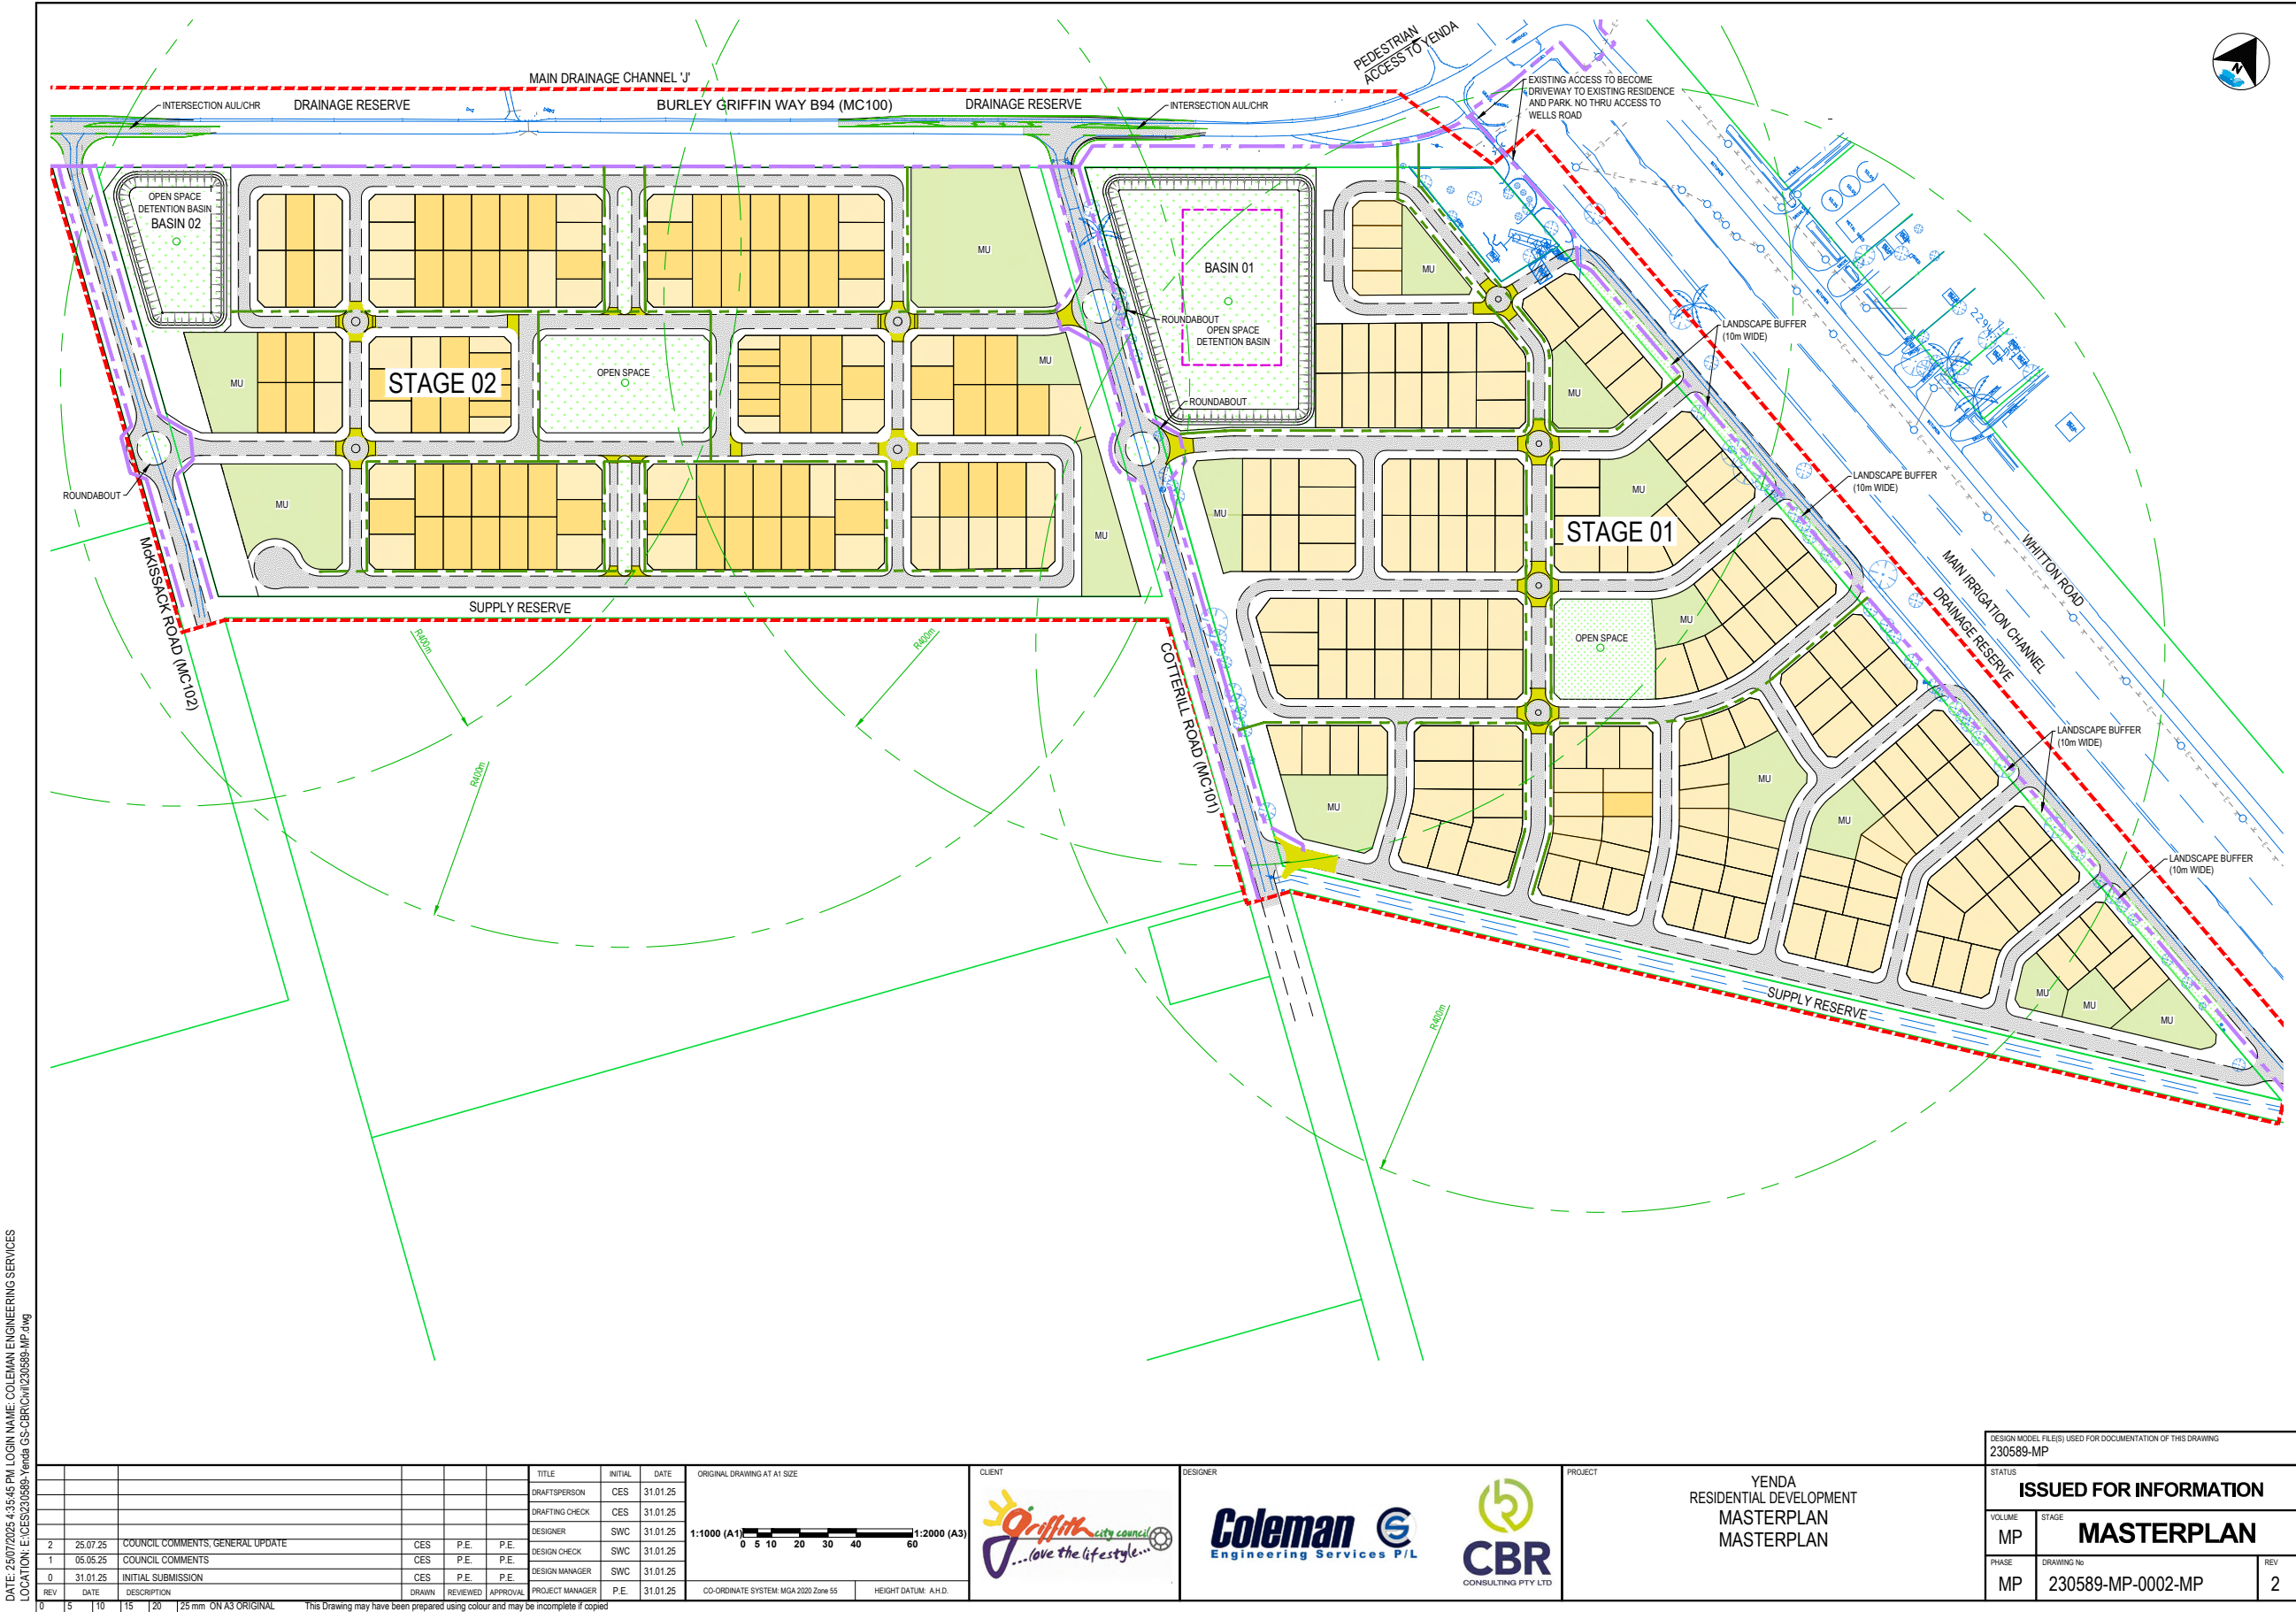 MAIN DRAINAGE CHANNEL 'J'
INTERSECTION AUL/CHR
DRAINAGE RESERVE
BURLEY GRIFFIN WAY B94 (MC100)
DRAINAGE RESERVE
INTERSECTION AUL/CHR
PEDESTRIAN
ACCESS TO YENDA
EXISTING ACCESS TO BECOME
DRIVEWAY TO EXISTING RESIDENCE
AND PARK. NO THRU ACCESS TO
WELLS ROAD
N
OPEN SPACE
DETENTION BASIN
BASIN 02
MU
BASIN 01
OPEN SPACE
DETENTION BASIN
MU
ROUNDABOUT
ROUNDABOUT
LANDSCAPE BUFFER
(10m WIDE)
MU
STAGE 02
OPEN SPACE
MU
MU
LANDSCAPE BUFFER
(10m WIDE)
ROUNDABOUT
MU
MU
MU
MU
STAGE 01
WHITTON ROAD
MAIN IRRIGATION CHANNEL
DRAINAGE RESERVE
McKISSACK ROAD (MC102)
SUPPLY RESERVE
MU
OPEN SPACE
R400m
R400m
COTTERILL ROAD (MC101)
LANDSCAPE BUFFER
(10m WIDE)
R400m
MU
MU
MU
LANDSCAPE BUFFER
(10m WIDE)
SUPPLY RESERVE
MU
MU
MU
R400m
DATE: 25/07/2025 4:35:45 PM LOGIN NAME: COLEMAN ENGINEERING SERVICES
LOCATION: E:\CES\230589-Yenda GS-CBR\Civil\230589-MP.dwg
2 25.07.25 COUNCIL COMMENTS, GENERAL UPDATE CES P.E. P.E.
1 05.05.25 COUNCIL COMMENTS CES P.E. P.E.
0 31.01.25 INITIAL SUBMISSION CES P.E. P.E.
REV DATE DESCRIPTION DRAWN REVIEWED APPROVAL
TITLE INITIAL DATE
DRAFTSPERSON CES 31.01.25
DRAFTING CHECK CES 31.01.25
DESIGNER SWC 31.01.25
DESIGN CHECK SWC 31.01.25
DESIGN MANAGER SWC 31.01.25
PROJECT MANAGER P.E. 31.01.25
ORIGINAL DRAWING AT A1 SIZE
1:1000 (A1) 1:2000 (A3)
0 5 10 20 30 40 60
CO-ORDINATE SYSTEM: MGA 2020 Zone 55 HEIGHT DATUM: A.H.D.
CLIENT
Griffith city council
...love the lifestyle...
DESIGNER
Coleman
Engineering Services P/L
CBR
CONSULTING PTY LTD
PROJECT
YENDA
RESIDENTIAL DEVELOPMENT
MASTERPLAN
MASTERPLAN
DESIGN MODEL FILE(S) USED FOR DOCUMENTATION OF THIS DRAWING
230589-MP
STATUS
ISSUED FOR INFORMATION
VOLUME STAGE
MP MASTERPLAN
PHASE DRAWING No REV
MP 230589-MP-0002-MP 2
0 5 10 15 20 25 mm ON A3 ORIGINAL This Drawing may have been prepared using colour and may be incomplete if copied